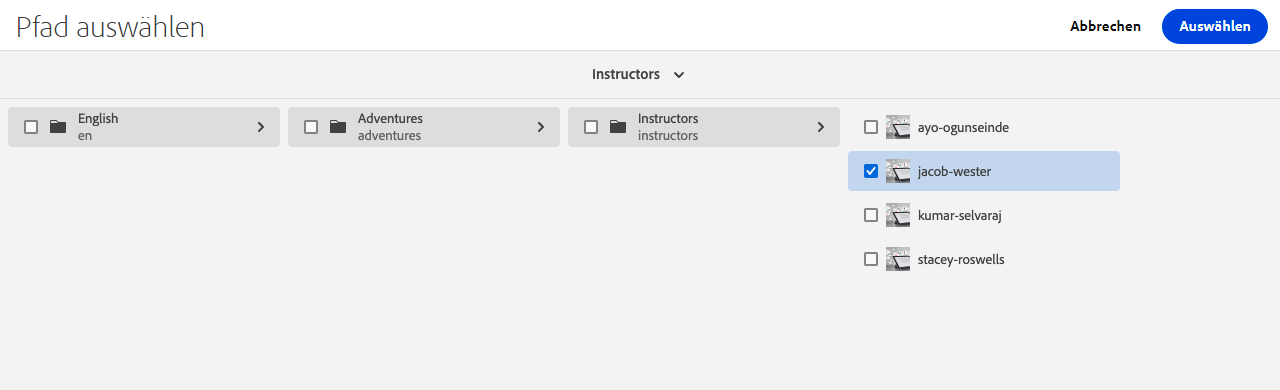 Pfad auswählen
Abbrechen
Auswählen
Instructors
English
en
Adventures
adventures
Instructors
instructors
ayo-ogunseinde
jacob-wester
kumar-selvaraj
stacey-roswells